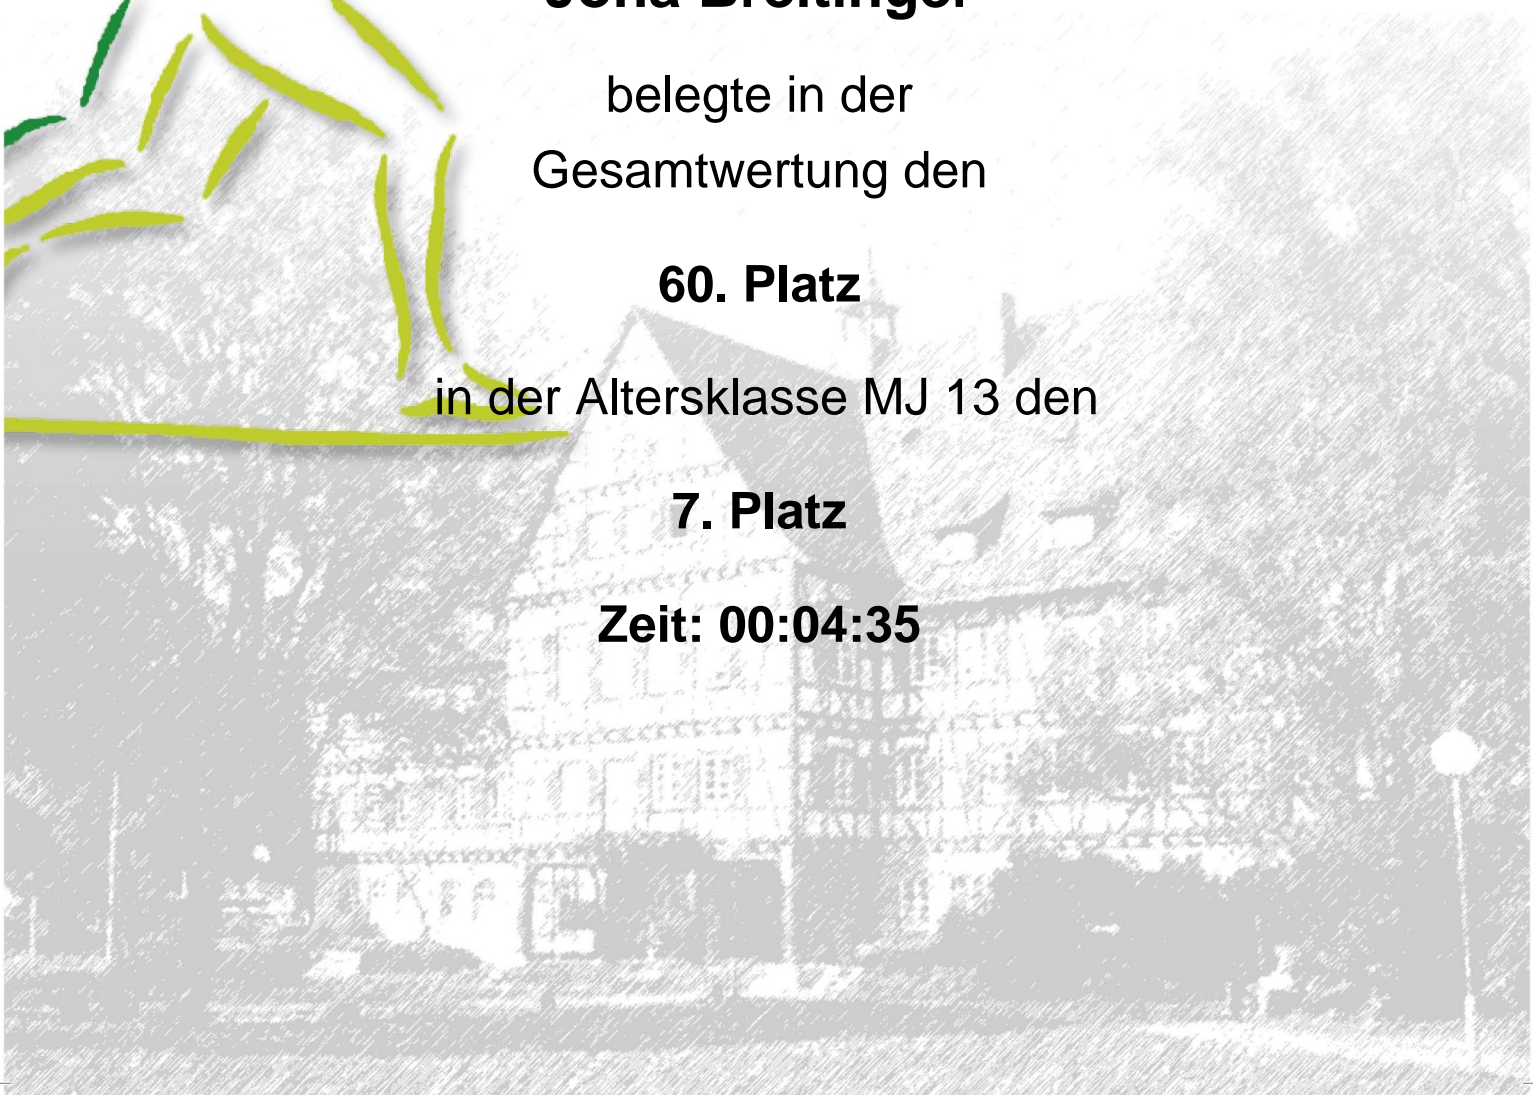 Breitinger
belegte in der
Gesamtwertung den
60. Platz
in der Altersklasse MJ 13 den
7. Platz
Zeit: 00:04:35